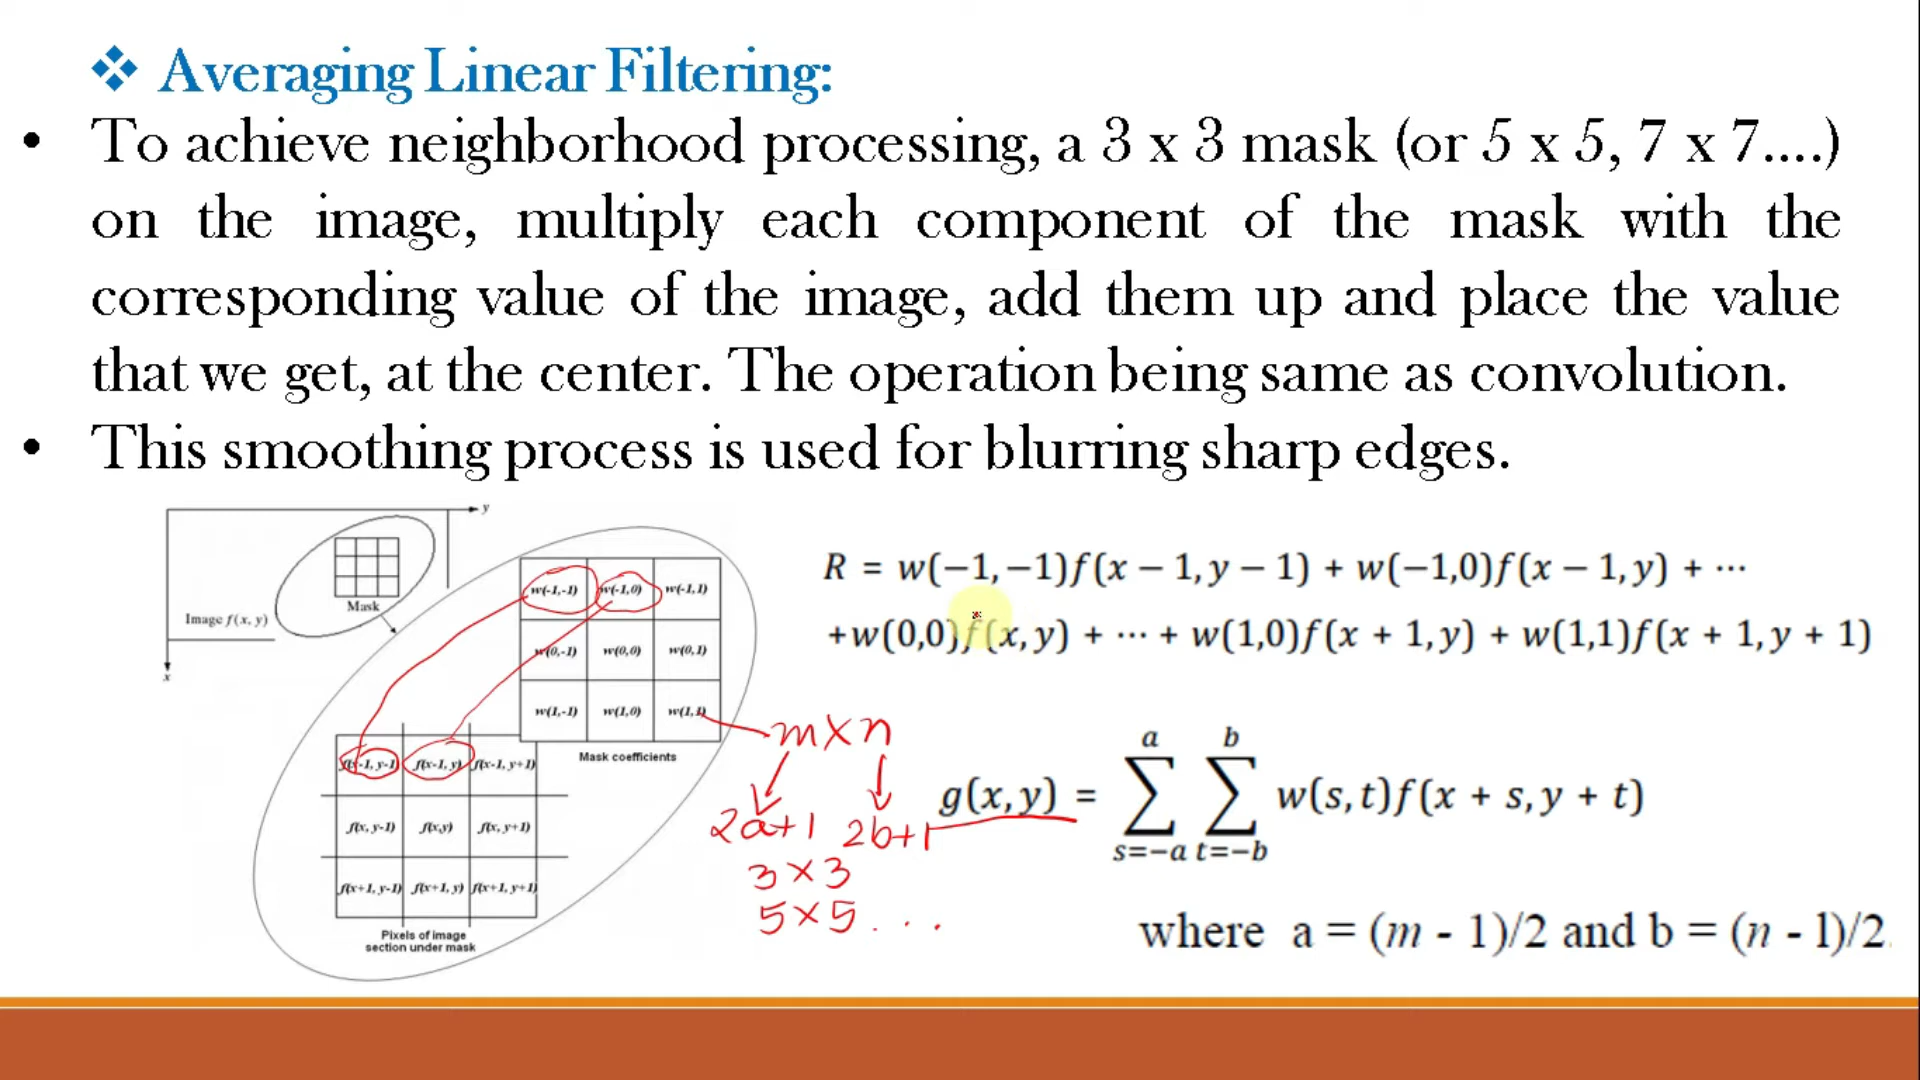 Averaging Linear Filtering:
• To achieve neighborhood processing, a 3 x 3 mask (or 5 x 5, 7 x 7....)
on the image, multiply each component of the mask with the
corresponding value of the image, add them up and place the value
that we get, at the center. The operation being same as convolution.
• This smoothing process is used for blurring sharp edges.
y
Mask
Image f(x, y)
x
w(-1,-1) w(-1,0) w(-1,1)
w(0,-1) w(0,0) w(0,1)
w(1,-1) w(1,0) w(1,1)
Mask coefficients
f(x-1, y-1) f(x-1, y) f(x-1, y+1)
f(x, y-1) f(x,y) f(x, y+1)
f(x+1, y-1) f(x+1, y) f(x+1, y+1)
Pixels of image
section under mask
m×n
2a+1 2b+1
3×3
5×5 ...
R = w(−1,−1)f(x − 1, y − 1) + w(−1,0)f(x − 1, y) + ⋯
+w(0,0)f(x, y) + ⋯ + w(1,0)f(x + 1, y) + w(1,1)f(x + 1, y + 1)
a b
g(x, y) = ∑ ∑ w(s, t)f(x + s, y + t)
s=−a t=−b
where a = (m - 1)/2 and b = (n - 1)/2.